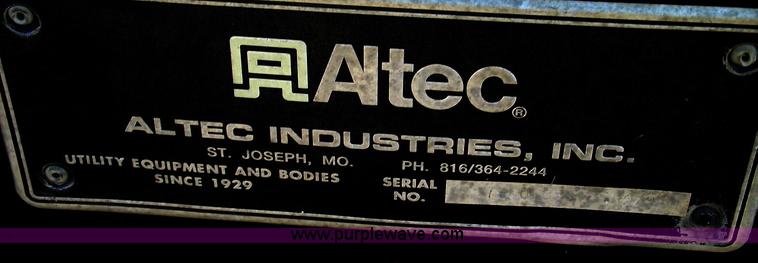 Altec®
ALTEC INDUSTRIES, INC.
ST. JOSEPH, MO. PH. 816/364-2244
UTILITY EQUIPMENT AND BODIES
SINCE 1929
SERIAL
NO.
www.purplewave.com